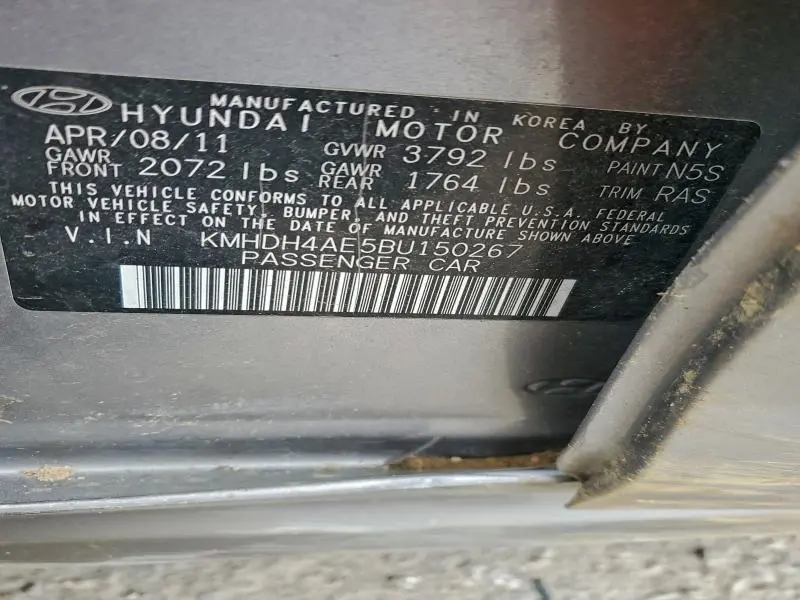 MANUFACTURED IN KOREA BY
HYUNDAI MOTOR COMPANY
APR/08/11 GVWR 3792 lbs PAINT N5S
GAWR FRONT 2072 lbs GAWR REAR 1764 lbs TRIM RAS
THIS VEHICLE CONFORMS TO ALL APPLICABLE U.S.A. FEDERAL
MOTOR VEHICLE SAFETY, BUMPER, AND THEFT PREVENTION STANDARDS
IN EFFECT ON THE DATE OF MANUFACTURE SHOWN ABOVE
V.I.N KMHDH4AE5BU150267
PASSENGER CAR